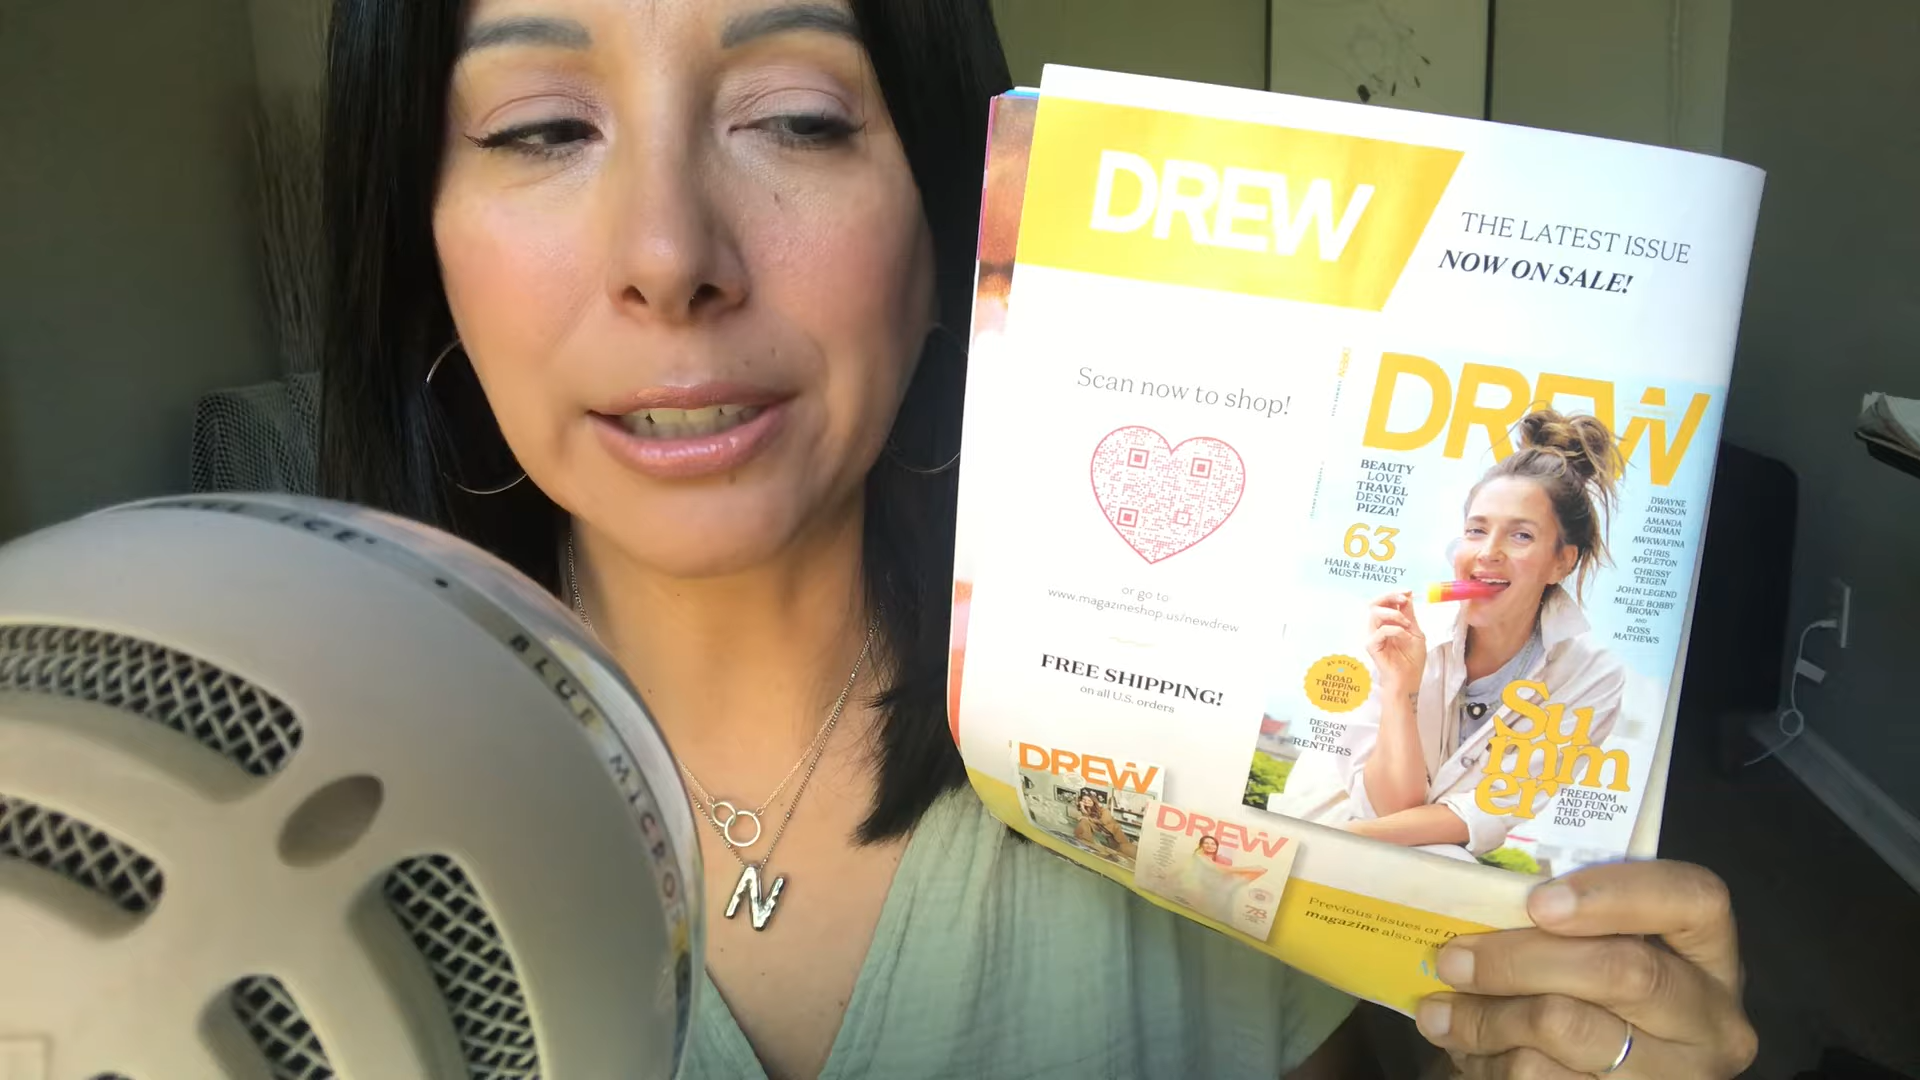 DREW
THE LATEST ISSUE
NOW ON SALE!
Scan now to shop!
or go to
www.magazineshop.us/newdrew
FREE SHIPPING!
on all U.S. orders
DREW
BEAUTY
LOVE
TRAVEL
DESIGN
PIZZA!
63
HAIR & BEAUTY
MUST-HAVES
ROAD
TRIPPING
WITH
DREW
DESIGN
IDEAS
FOR
RENTERS
DWAYNE
JOHNSON
AMANDA
GORMAN
AWKWAFINA
CHRIS
APPLETON
CHRISSY
TEIGEN
JOHN LEGEND
MILLIE BOBBY
BROWN
AND
ROSS
MATHEWS
Summer
FREEDOM
AND FUN ON
THE OPEN
ROAD
DREW
DREW
78
Previous issues of
magazine also
BLUE MICRO
N